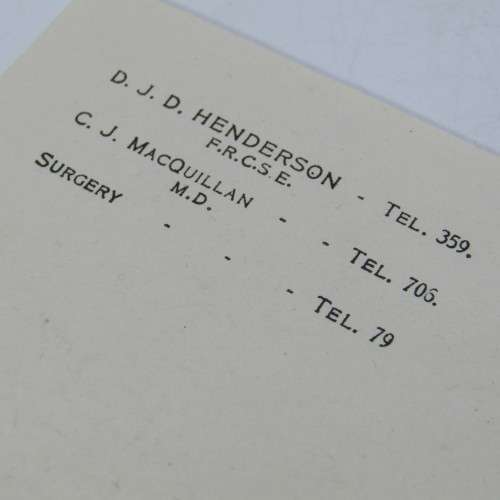 D. J. D. HENDERSON - TEL. 359.
F.R.C.S.E.
C. J. MACQUILLAN - - TEL. 706.
M.D.
SURGERY - - - TEL. 79